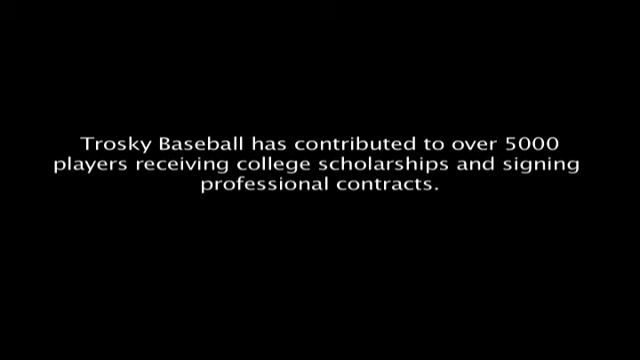 Trosky Baseball has contributed to over 5000
players receiving college scholarships and signing
professional contracts.